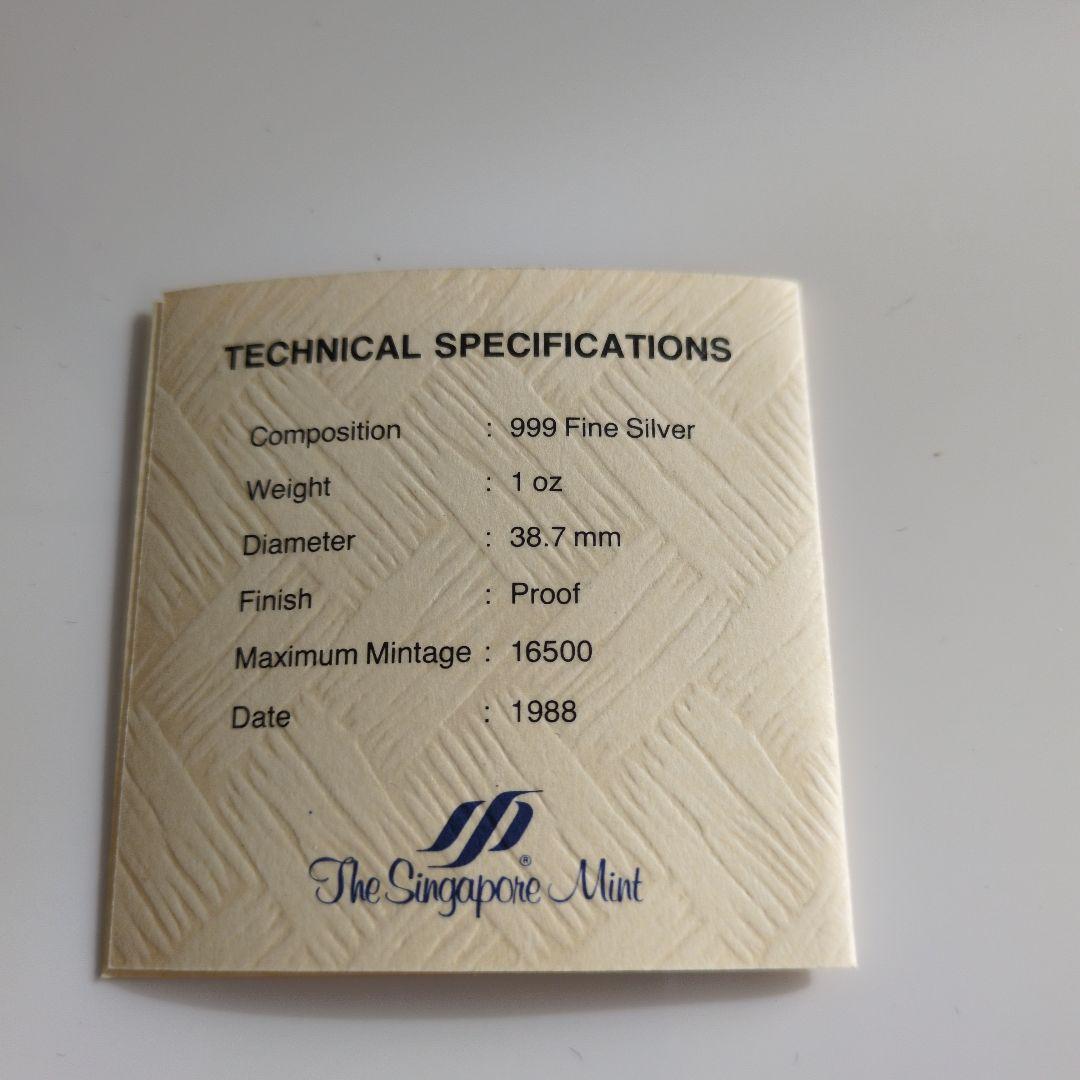 TECHNICAL SPECIFICATIONS
Composition : 999 Fine Silver
Weight : 1 oz
Diameter : 38.7 mm
Finish : Proof
Maximum Mintage : 16500
Date : 1988
®
The Singapore Mint